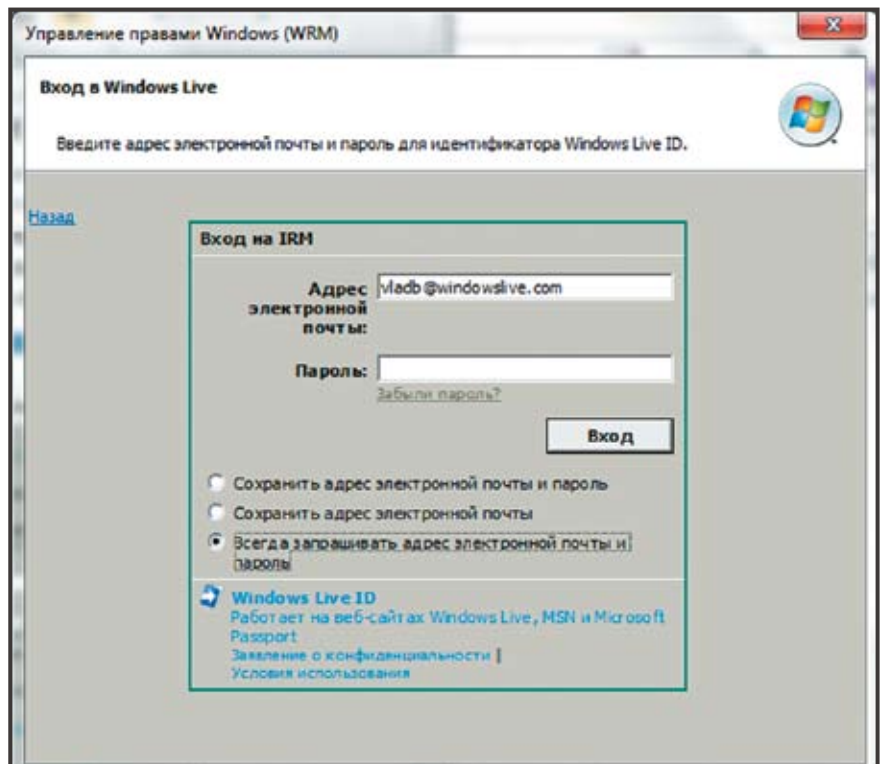 Управление правами Windows (WRM)
Вход в Windows Live
Введите адрес электронной почты и пароль для идентификатора Windows Live ID.
Назад
Вход на IRM
Адрес
электронной
почты:
vladb@windowslive.com
Пароль:
Забыли пароль?
Вход
Сохранить адрес электронной почты и пароль
Сохранить адрес электронной почты
Всегда запрашивать адрес электронной почты и
пароль
Windows Live ID
Работает на веб-сайтах Windows Live, MSN и Microsoft
Passport
Заявление о конфиденциальности |
Условия использования